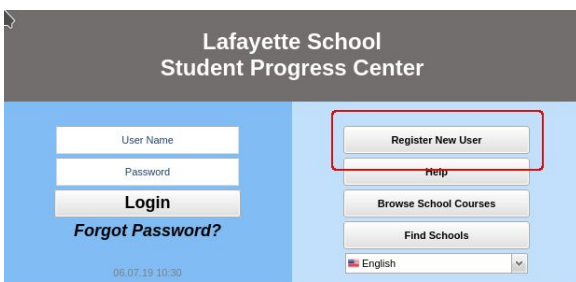 Lafayette School
Student Progress Center
User Name
Password
Login
Forgot Password?
06.07.19 10:30
Register New User
Help
Browse School Courses
Find Schools
English